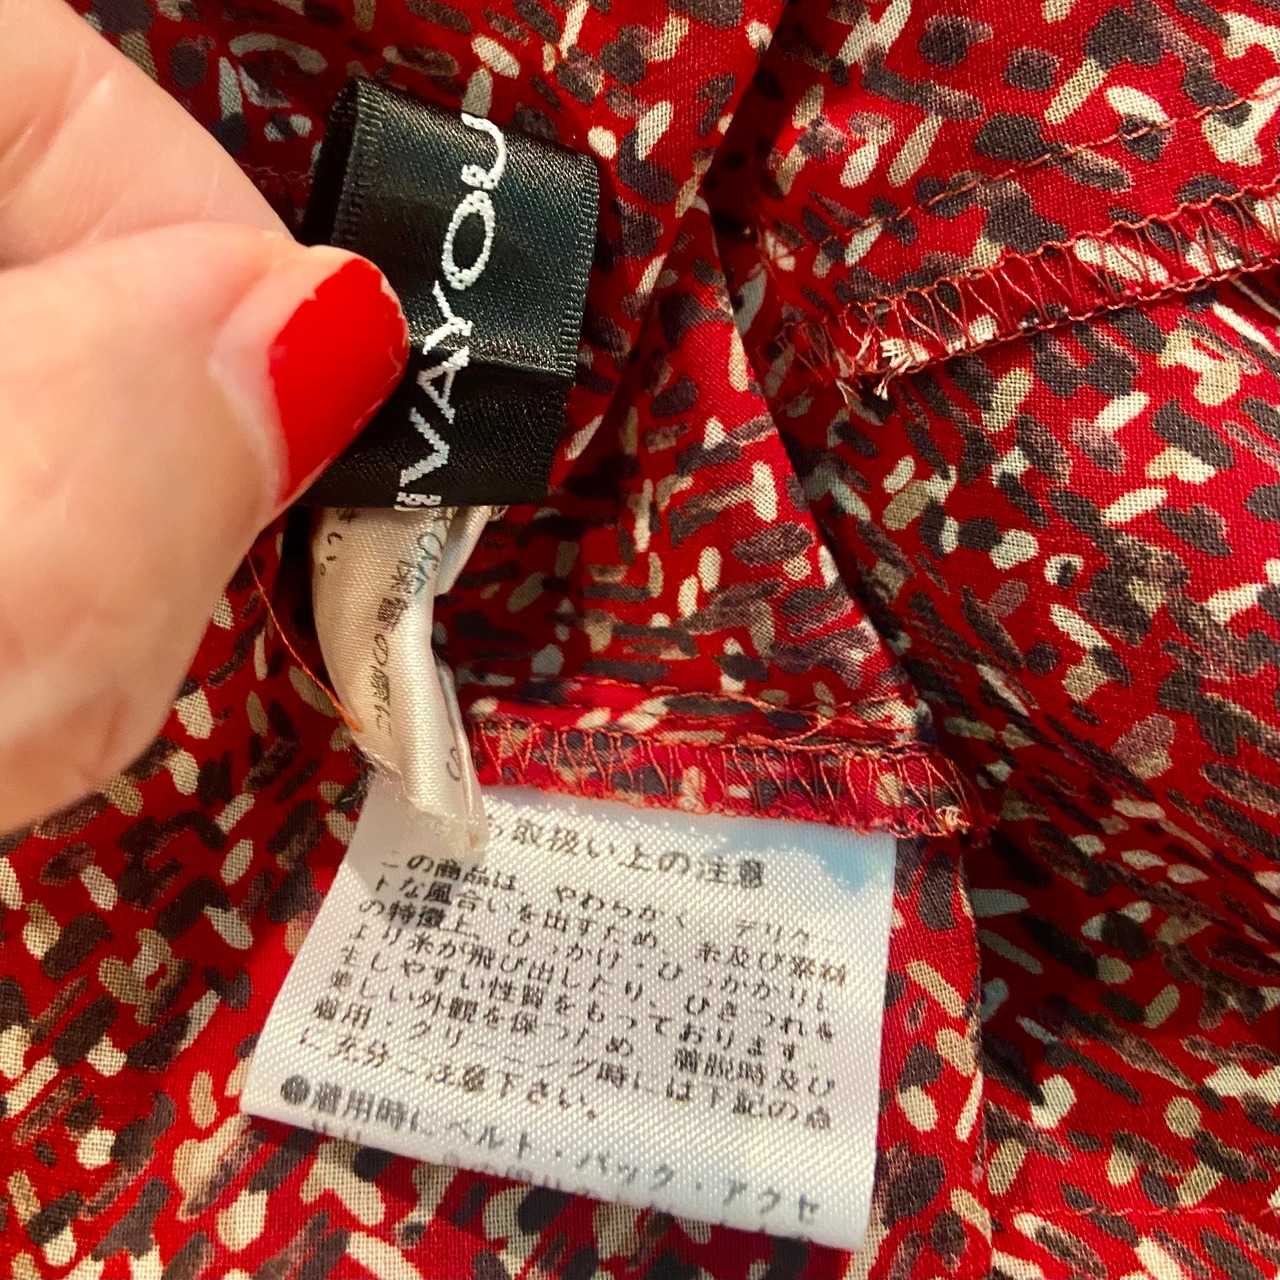 VAYOU
取扱い上の注意
この商品は、やわらかく デリケー
トな風合いを出すため、糸及び素材
の特徴上、ひっかけ・ひっかかりに
より糸が飛び出したり、ひきつれを
生じやすい性質をもっております。
美しい外観を保つため 着脱時及び
着用・クリーニング時には下記の点
に充分ご注意下さい。
●着用時にベルト・バック・アクセ